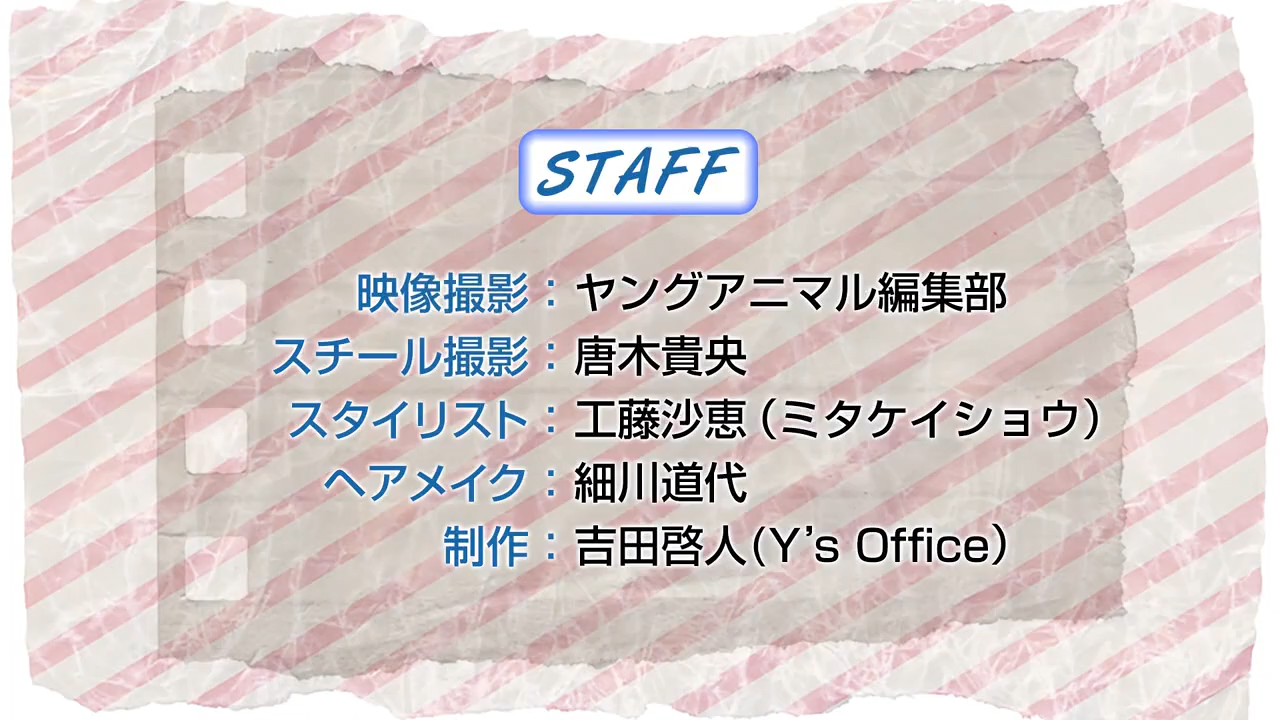 STAFF
映像撮影：ヤングアニマル編集部
スチール撮影：唐木貴央
スタイリスト：工藤沙恵（ミタケイショウ）
ヘアメイク：細川道代
制作：吉田啓人(Y’s Office）